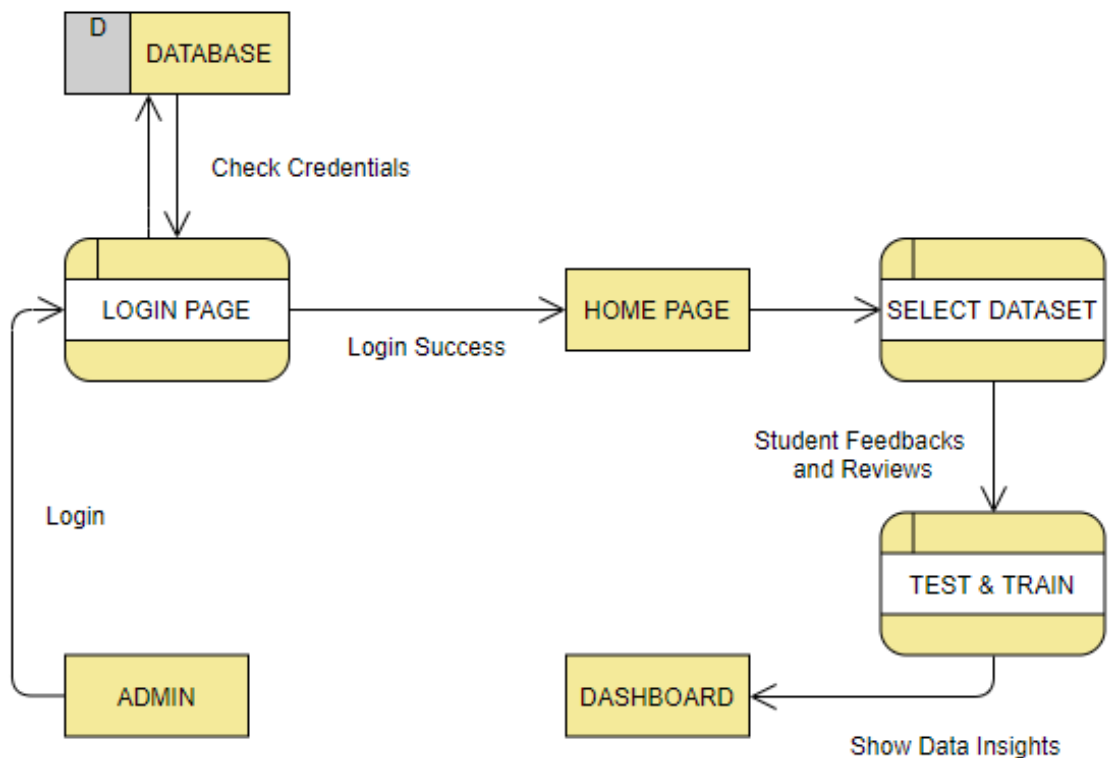 D
DATABASE
Check Credentials
LOGIN PAGE
HOME PAGE
SELECT DATASET
Login Success
Student Feedbacks
and Reviews
Login
TEST & TRAIN
ADMIN
DASHBOARD
Show Data Insights